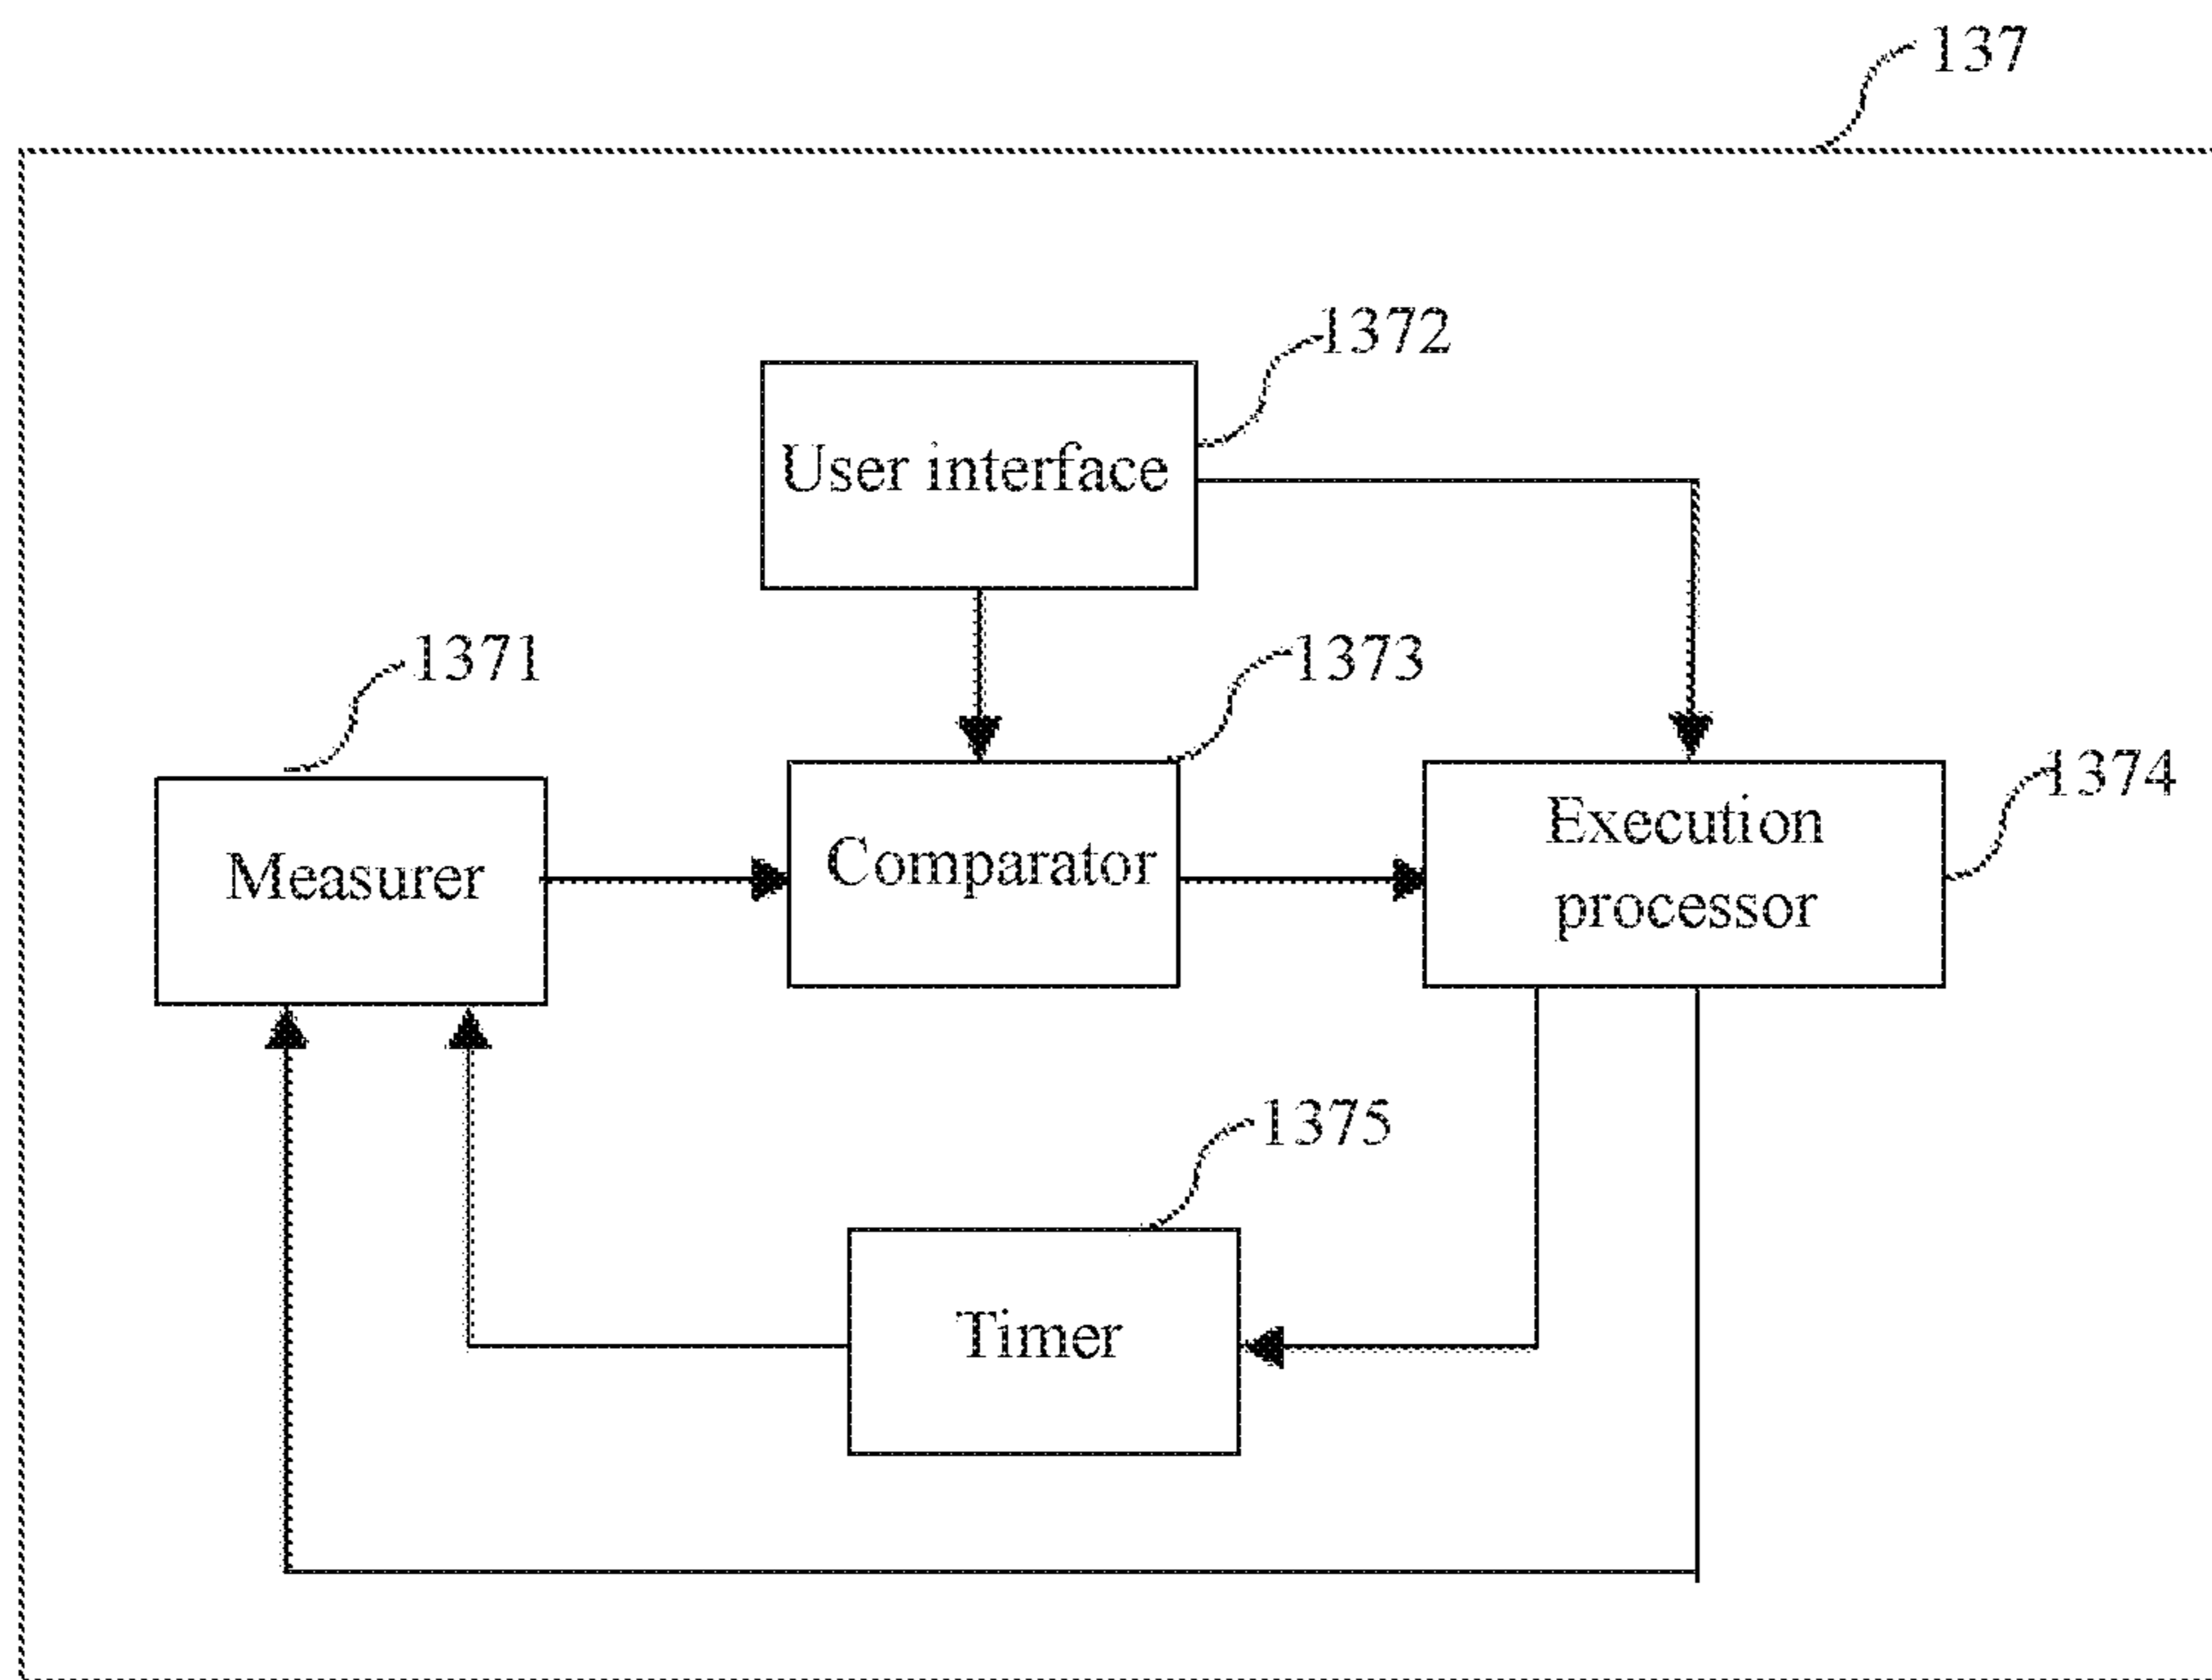 137
1372
User interface
1371
1373
1374
Measurer
Comparator
Execution
processor
1375
Timer